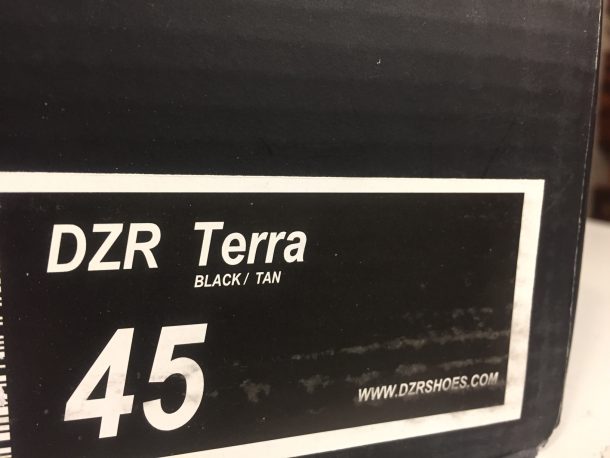 DZR Terra
BLACK/ TAN
45
WWW.DZRSHOES.COM